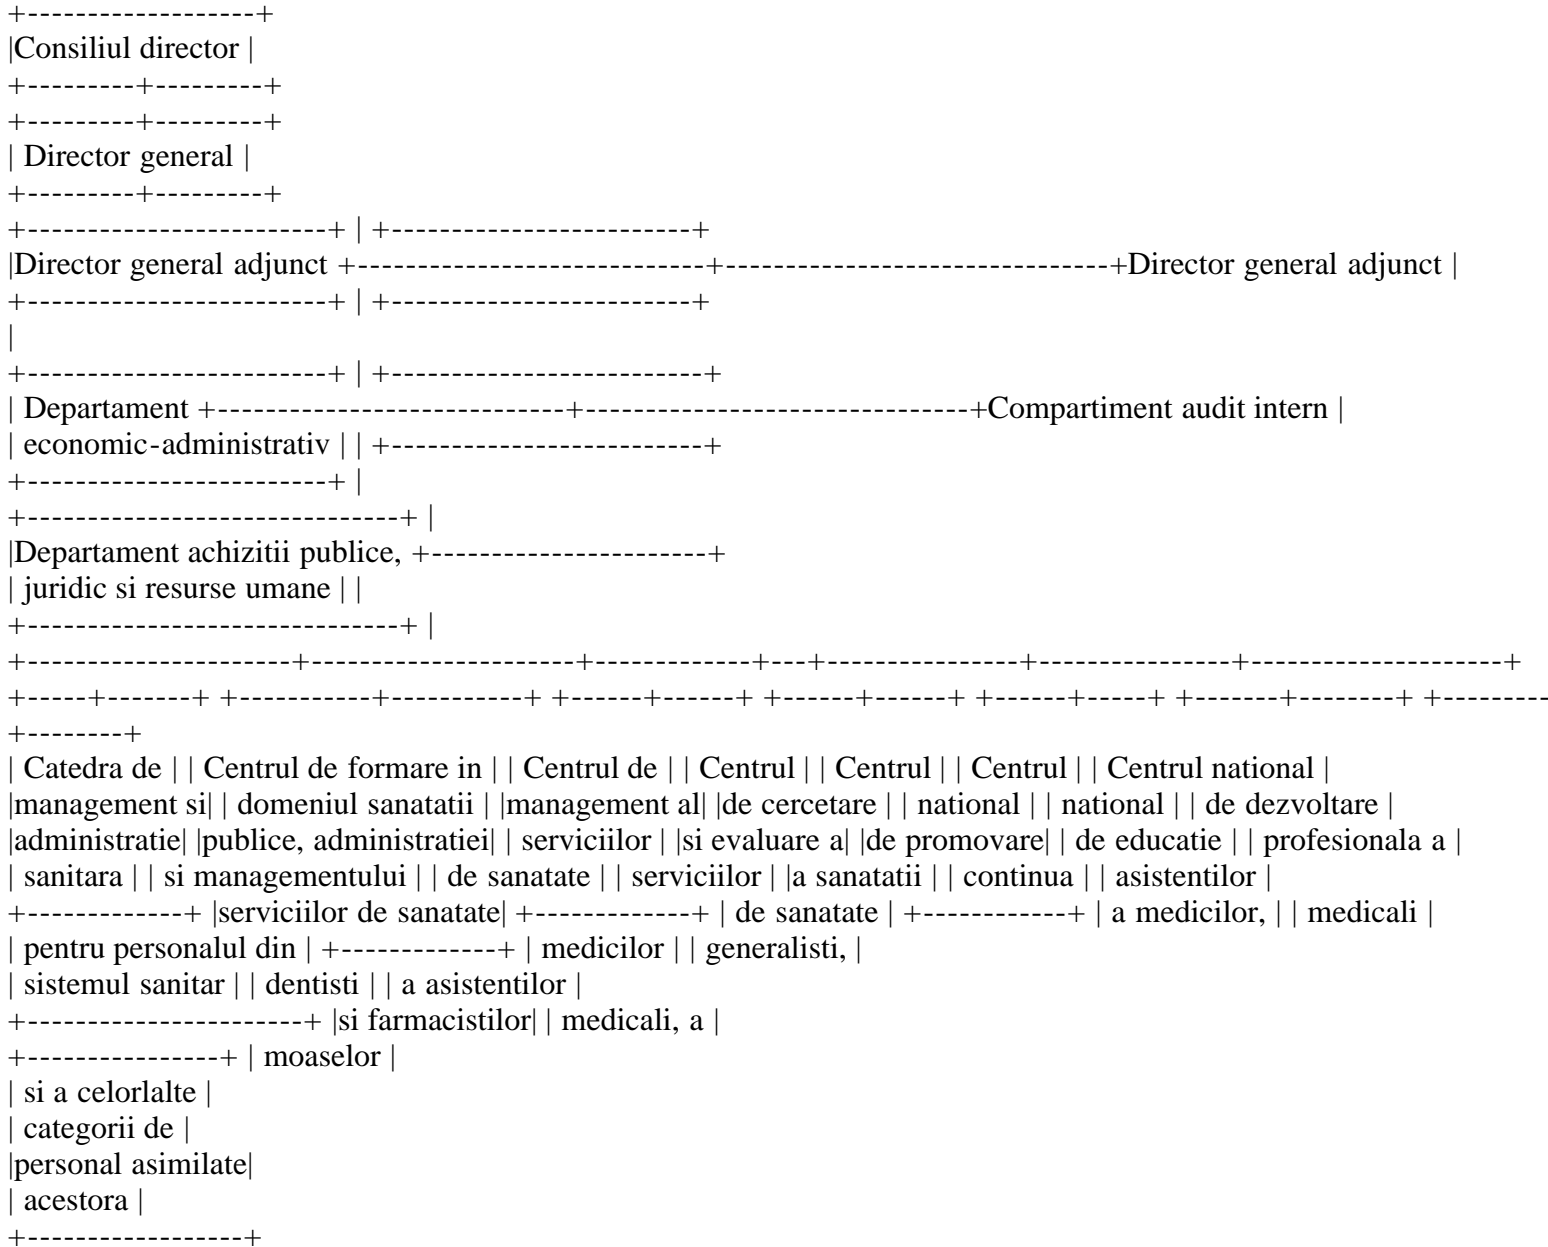 +-------------------+
|Consiliul director |
+---------+---------+
+---------+---------+
| Director general |
+---------+---------+
+-------------------------+ | +-------------------------+
|Director general adjunct +-----------------------------+--------------------------------+Director general adjunct |
+-------------------------+ | +-------------------------+
|
+-------------------------+ | +--------------------------+
| Departament +-----------------------------+--------------------------------+Compartiment audit intern |
| economic-administrativ | | +--------------------------+
+-------------------------+ |
+-------------------------------+ |
|Departament achizitii publice, +-----------------------+
| juridic si resurse umane | |
+-------------------------------+ |
+----------------------+----------------------+-------------+---+----------------+----------------+---------------------+
+-----+-------+ +-----------+-----------+ +------+------+ +------+------+ +------+-----+ +-------+--------+ +---------
+--------+
| Catedra de | | Centrul de formare in | | Centrul de | | Centrul | | Centrul | | Centrul | | Centrul national |
|management si| | domeniul sanatatii | |management al| |de cercetare | | national | | national | | de dezvoltare |
|administratie| |publice, administratiei| | serviciilor | |si evaluare a| |de promovare| | de educatie | | profesionala a |
| sanitara | | si managementului | | de sanatate | | serviciilor | |a sanatatii | | continua | | asistentilor |
+-------------+ |serviciilor de sanatate| +-------------+ | de sanatate | +------------+ | a medicilor, | | medicali |
| pentru personalul din | +-------------+ | medicilor | | generalisti, |
| sistemul sanitar | | dentisti | | a asistentilor |
+-----------------------+ |si farmacistilor| | medicali, a |
+----------------+ | moaselor |
| si a celorlalte |
| categorii de |
|personal asimilate|
| acestora |
+------------------+